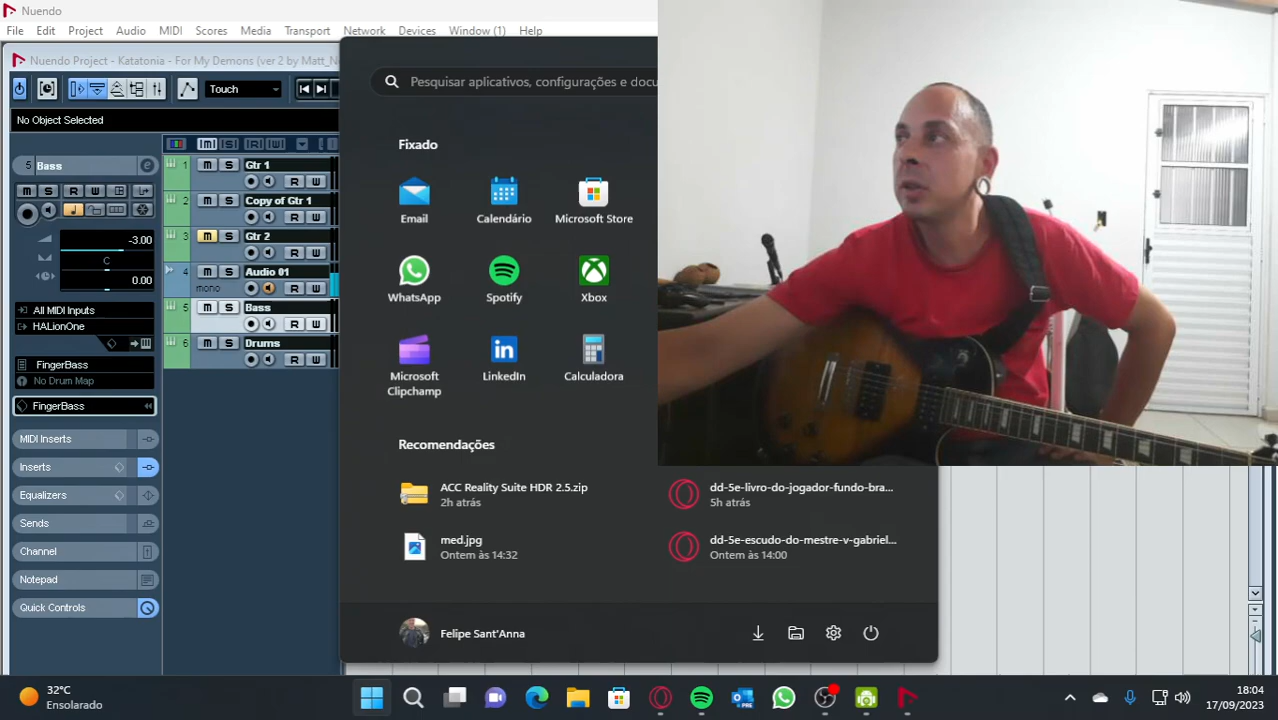 Nuendo
File Edit Project Audio MIDI Scores Media Transport Network Devices Window (1) Help
Nuendo Project - Katatonia - For My Demons (ver 2 by Matt_N
Touch
No Object Selected
5 Bass
-3.00
C
0.00
All MIDI Inputs
HALionOne
FingerBass
No Drum Map
FingerBass
MIDI Inserts
Inserts
Equalizers
Sends
Channel
Notepad
Quick Controls
1 M S Gtr 1
R W
2 M S Copy of Gtr 1
R W
3 M S Gtr 2
R W
4 M S Audio 01
mono R W
5 M S Bass
R W
6 M S Drums
R W
Pesquisar aplicativos, configurações e docu
Fixado
Email
Calendário
Microsoft Store
WhatsApp
Spotify
Xbox
Microsoft
Clipchamp
LinkedIn
Calculadora
Recomendações
ACC Reality Suite HDR 2.5.zip
2h atrás
dd-5e-livro-do-jogador-fundo-bra...
5h atrás
med.jpg
Ontem às 14:32
dd-5e-escudo-do-mestre-v-gabriel...
Ontem às 14:00
Felipe Sant'Anna
32°C
Ensolarado
18:04
17/09/2023